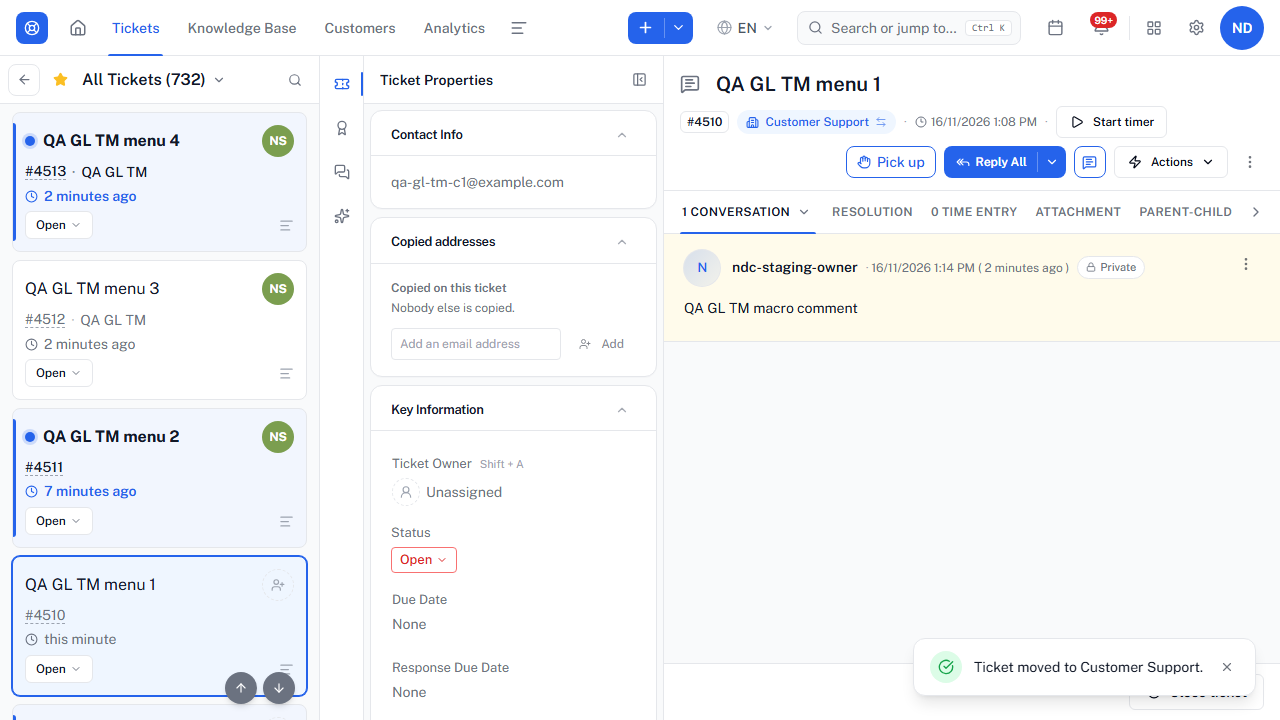 Tickets
Knowledge Base
Customers
Analytics
EN
Search or jump to...
Ctrl K
99+
ND
All Tickets (732)
QA GL TM menu 4
NS
#4513 · QA GL TM
2 minutes ago
Open
QA GL TM menu 3
NS
#4512 · QA GL TM
2 minutes ago
Open
QA GL TM menu 2
NS
#4511
7 minutes ago
Open
QA GL TM menu 1
#4510
this minute
Open
Ticket Properties
Contact Info
qa-gl-tm-c1@example.com
Copied addresses
Copied on this ticket
Nobody else is copied.
Add an email address
Add
Key Information
Ticket Owner Shift + A
Unassigned
Status
Open
Due Date
None
Response Due Date
None
QA GL TM menu 1
#4510
Customer Support
· 16/11/2026 1:08 PM ·
Start timer
Pick up
Reply All
Actions
1 CONVERSATION
RESOLUTION
0 TIME ENTRY
ATTACHMENT
PARENT-CHILD
N
ndc-staging-owner · 16/11/2026 1:14 PM ( 2 minutes ago )
Private
QA GL TM macro comment
Ticket moved to Customer Support.